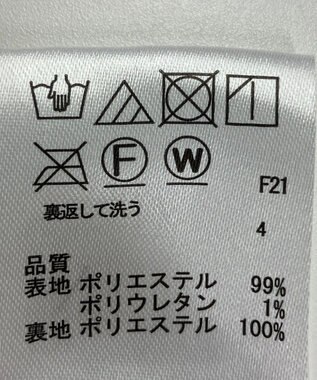 F W F21
裏返して洗う
4
品質
表地 ポリエステル 99%
ポリウレタン 1%
裏地 ポリエステル 100%